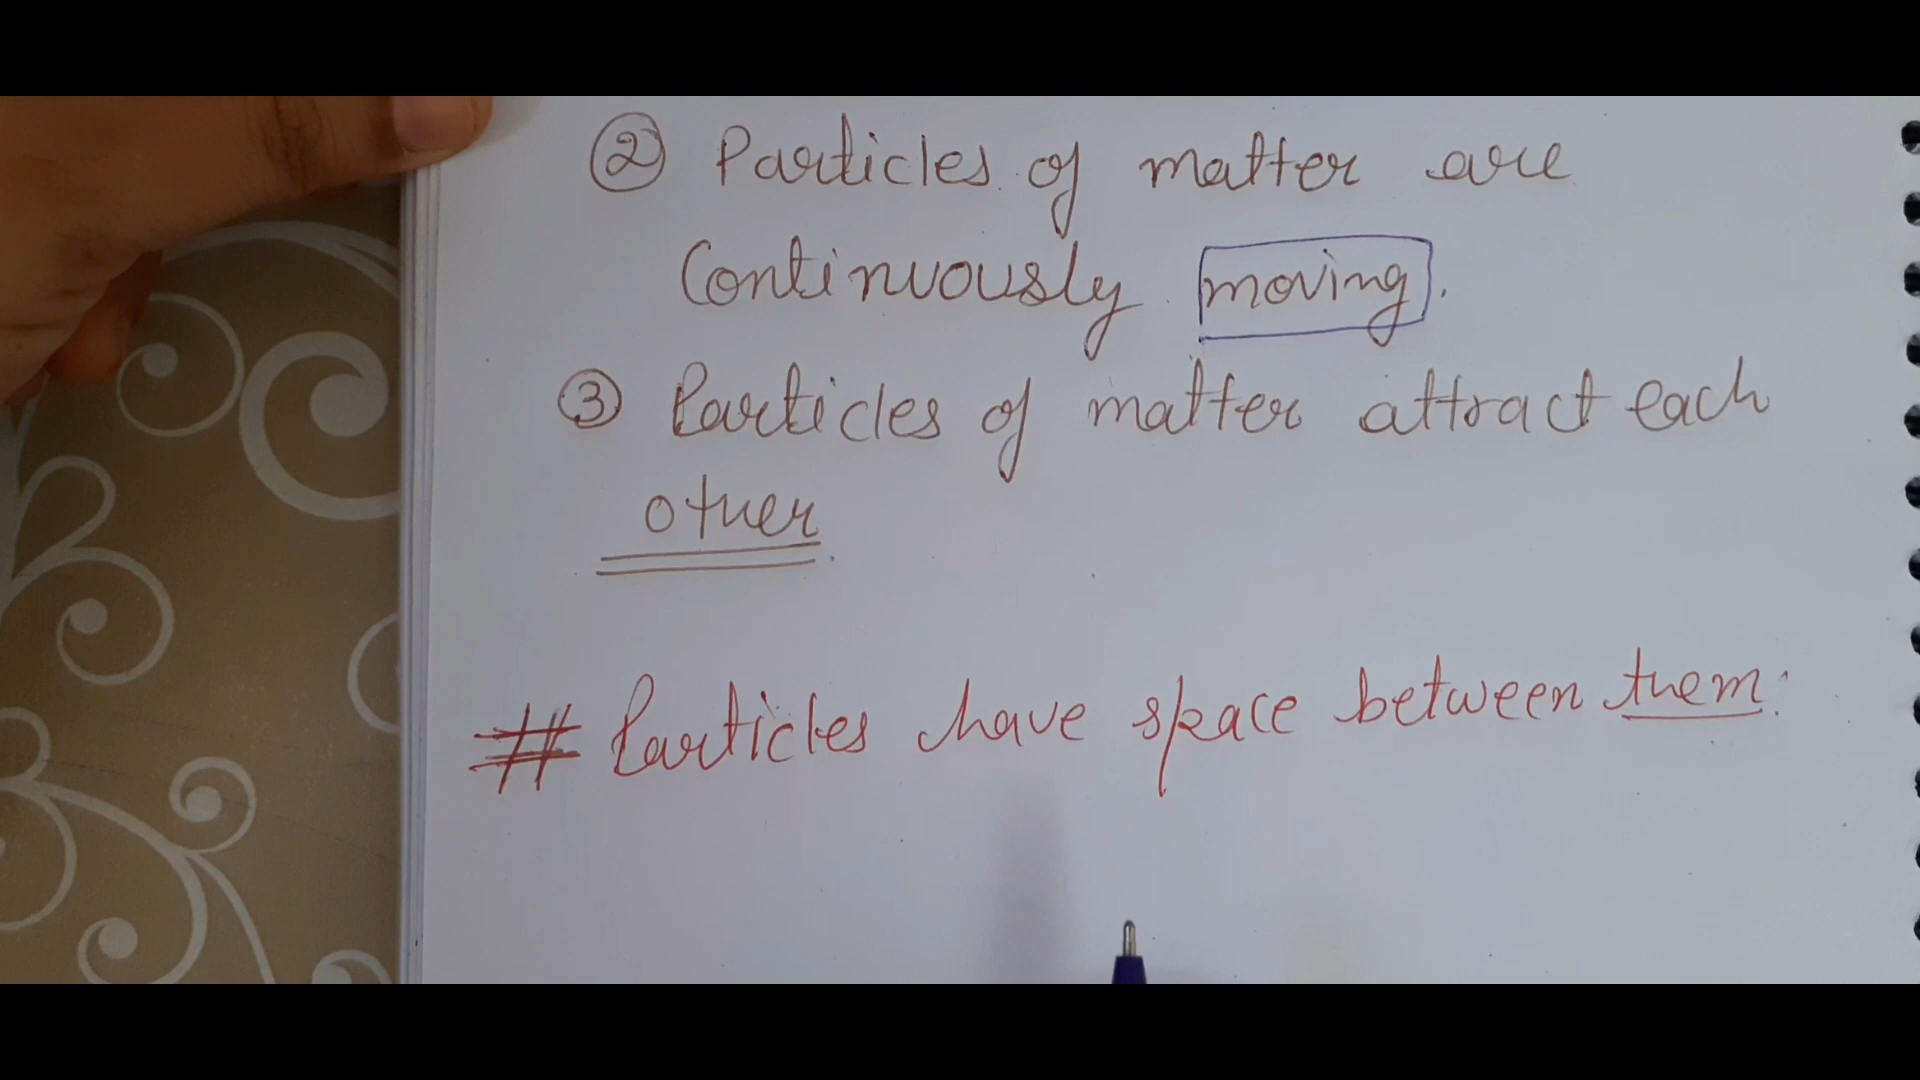 ② Particles of matter are
Continuously moving.
③ Particles of matter attract each
other.
# Particles have space between them: